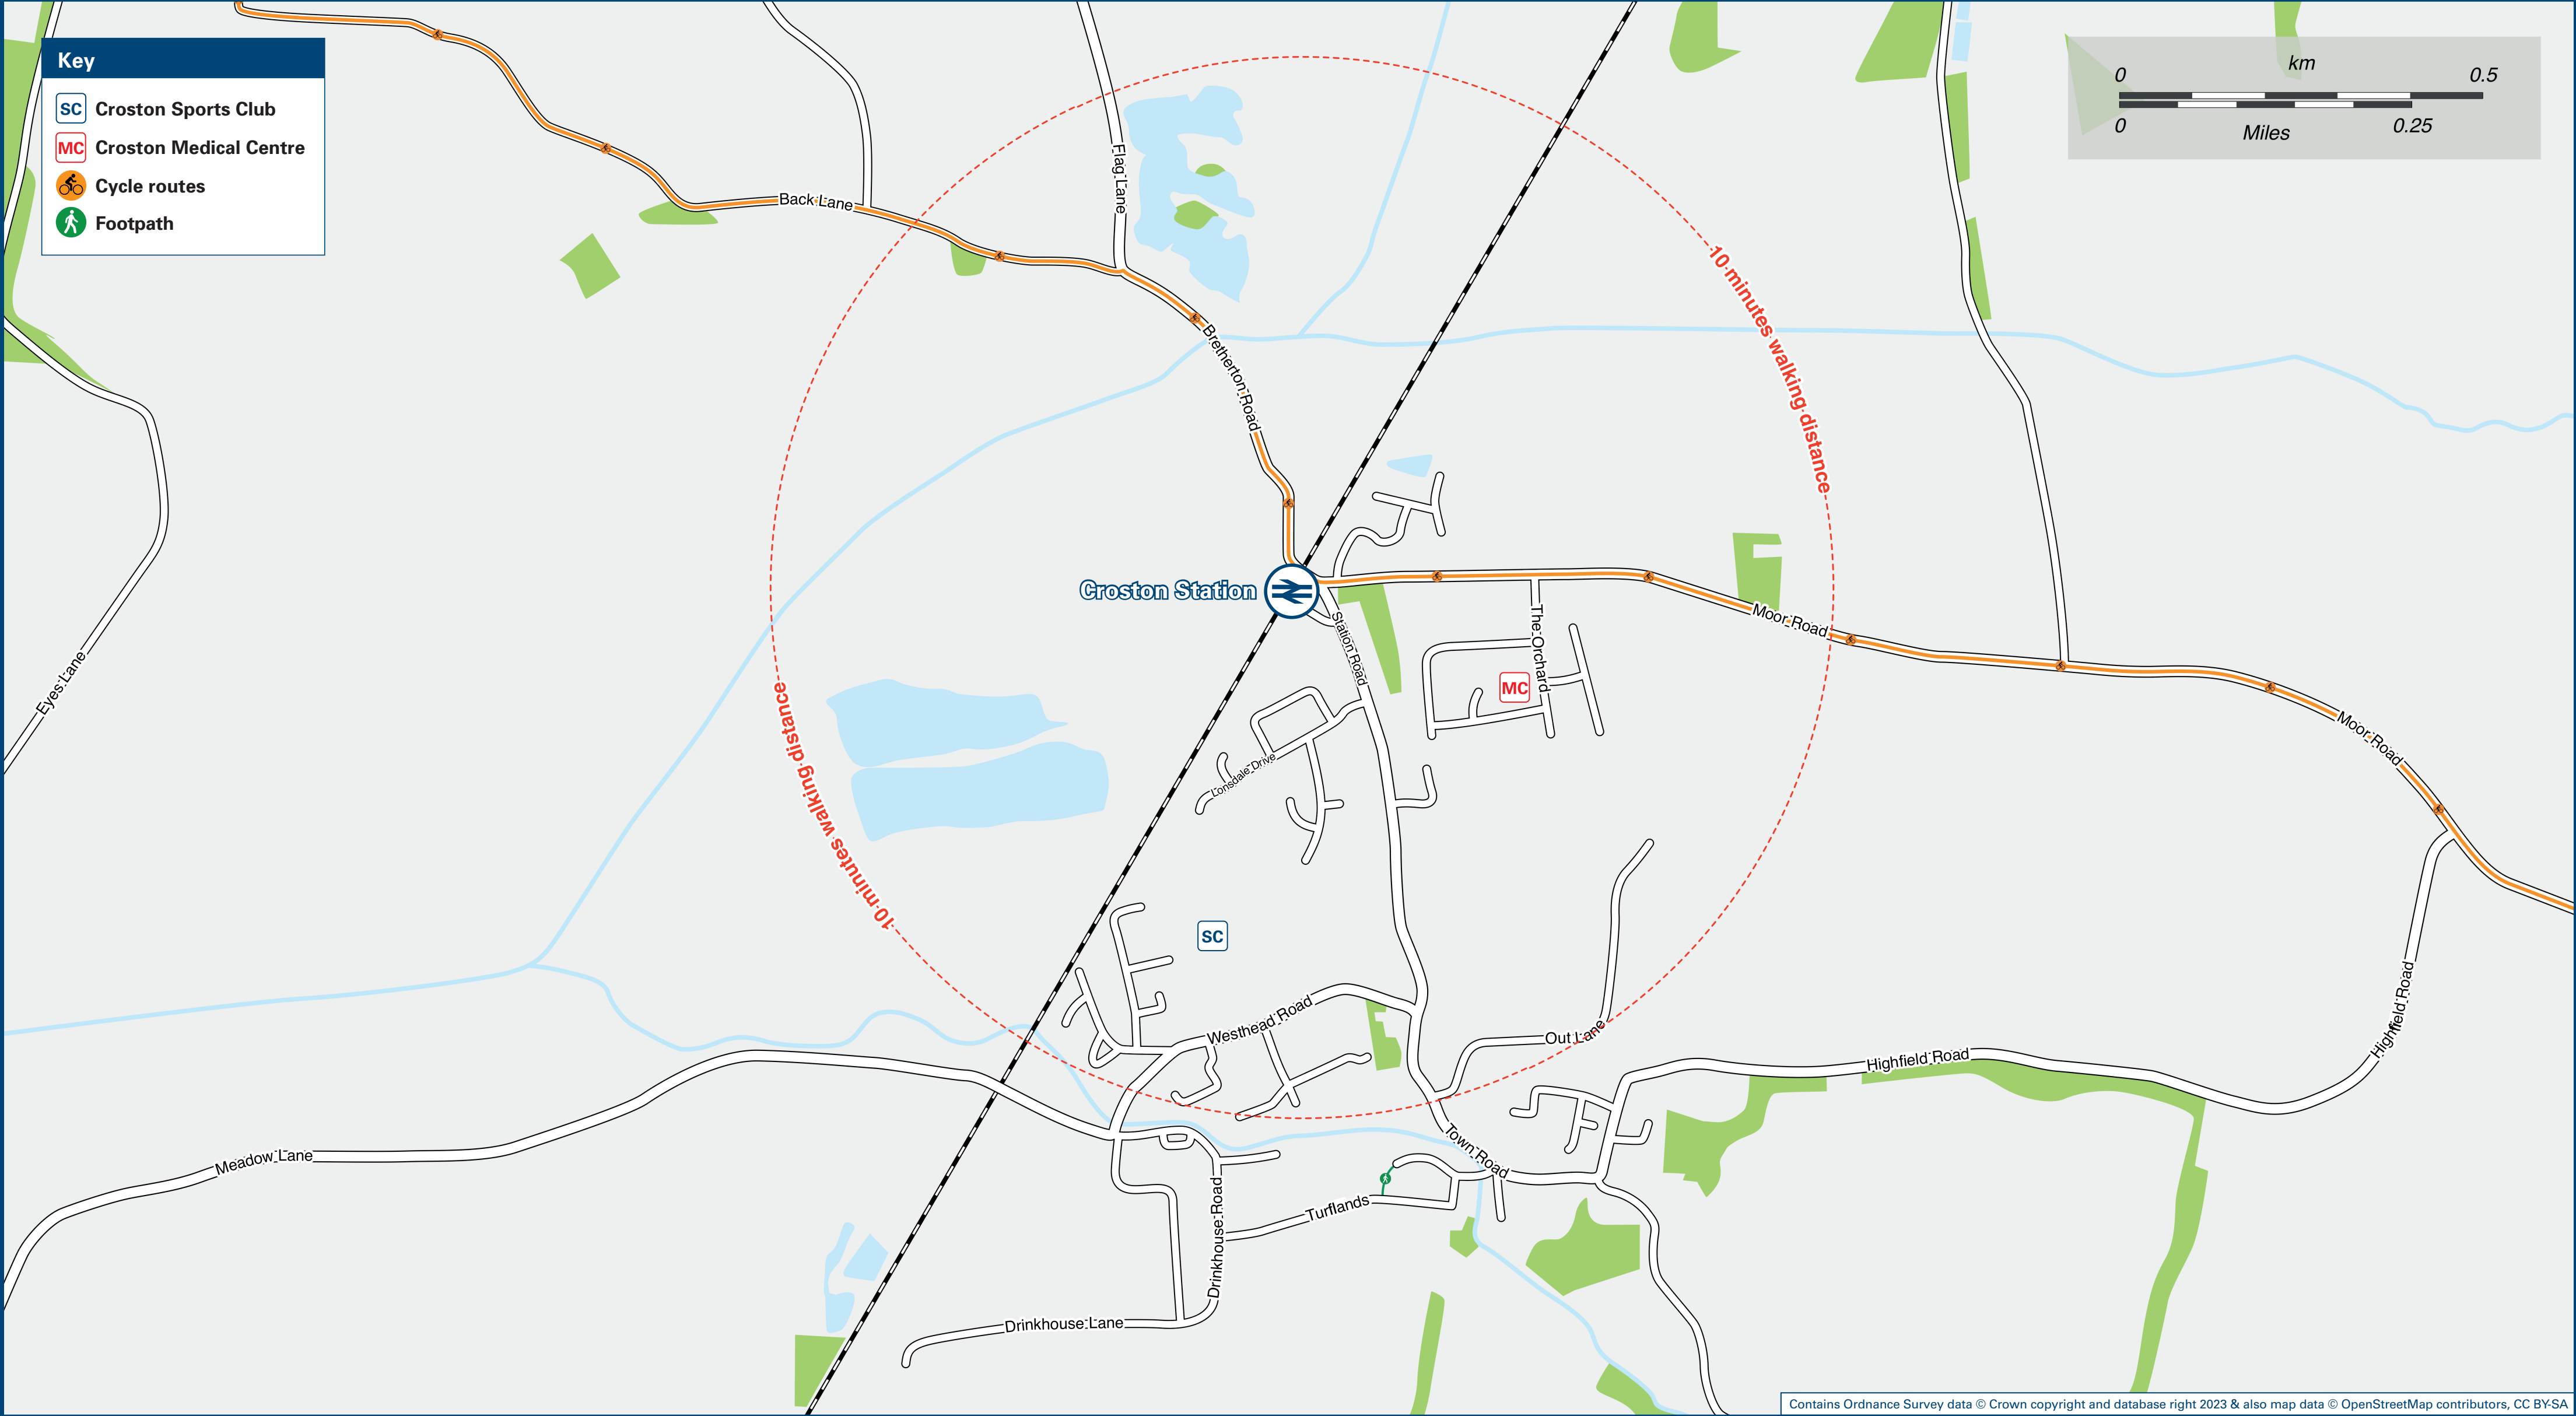 Key
SC Croston Sports Club
MC Croston Medical Centre
Cycle routes
Footpath
km
0 0.5
0 0.25
Miles
Flag Lane
Back Lane
10 minutes walking distance
Bretherton Road
Croston Station
Moor Road
The Orchard
Station Road
Eyes Lane
MC
10 minutes walking distance
Moor Road
Lonsdale Drive
SC
Highfield Road
Westhead Road
Out Lane
Highfield Road
Town Road
Meadow Lane
Turflands
Drinkhouse Road
Drinkhouse Lane
Contains Ordnance Survey data © Crown copyright and database right 2023 & also map data © OpenStreetMap contributors, CC BY-SA